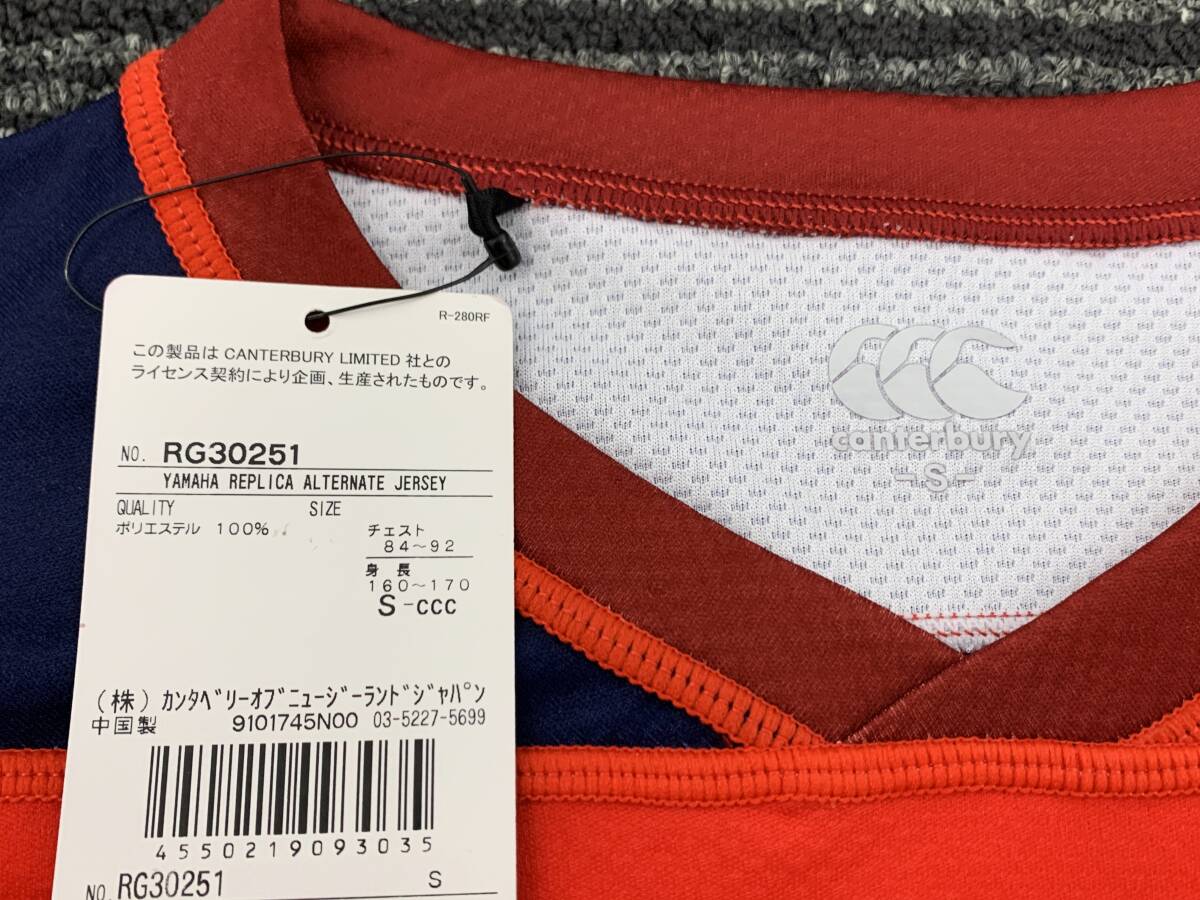 R-280RF
この製品は CANTERBURY LIMITED 社との
ライセンス契約により企画、生産されたものです。
NO. RG30251
YAMAHA REPLICA ALTERNATE JERSEY
QUALITY SIZE
ポリエステル 100%
チェスト
84～92
身 長
160～170
S-CCC
(株) カンタベリーオブニュージーランドジャパン
中国製 9101745N00 03-5227-5699
4550219093035
NO. RG30251 S
canterbury
-S-